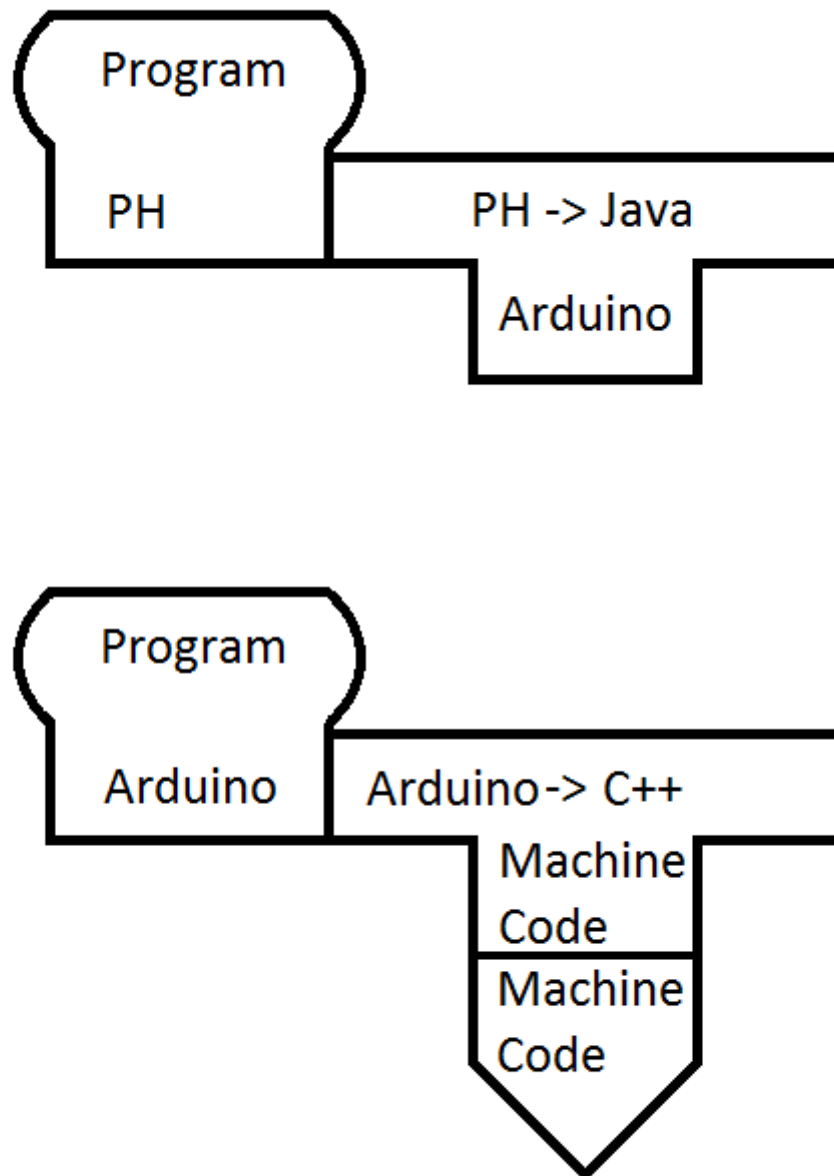 Program
PH
PH -> Java
Arduino
Program
Arduino
Arduino -> C++
Machine
Code
Machine
Code